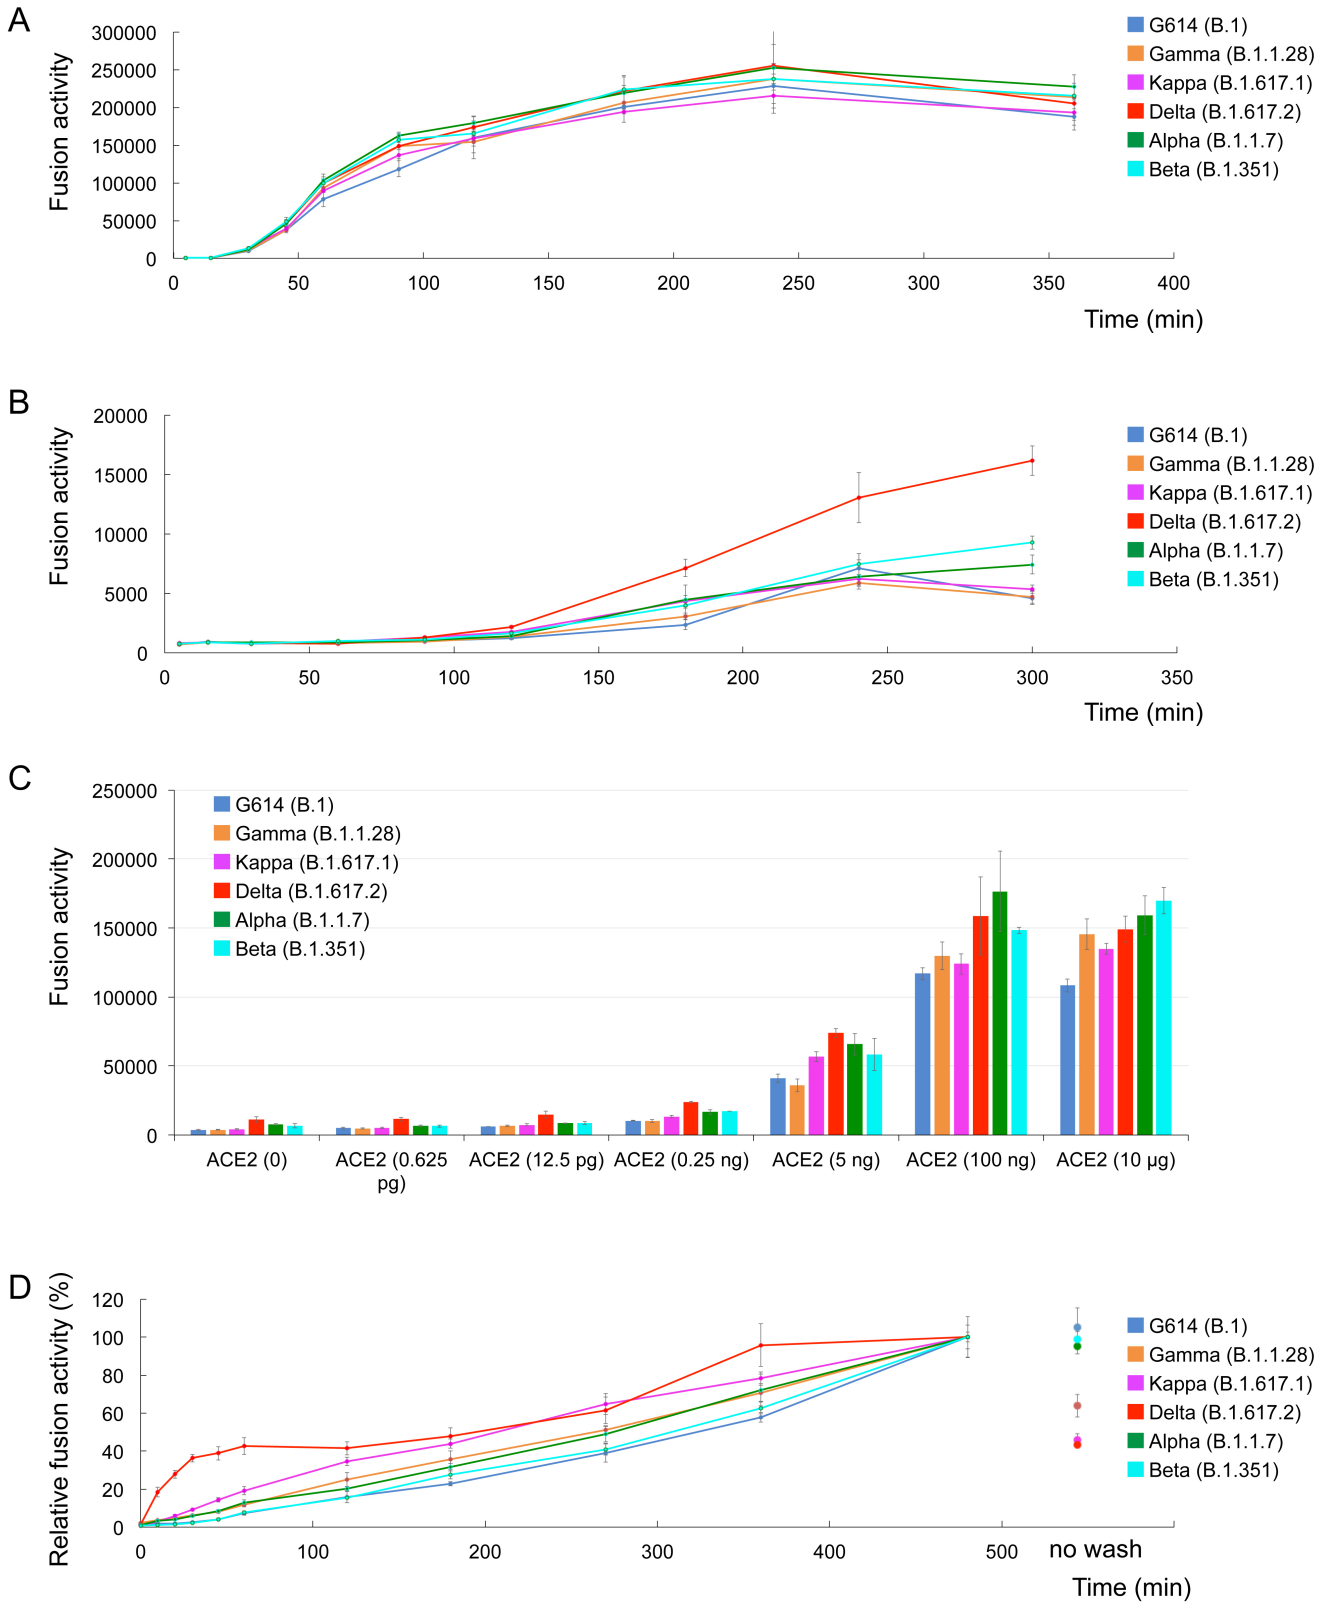 A
Fusion activity
300000
250000
200000
150000
100000
50000
0
0 50 100 150 200 250 300 350 400
Time (min)
G614 (B.1)
Gamma (B.1.1.28)
Kappa (B.1.617.1)
Delta (B.1.617.2)
Alpha (B.1.1.7)
Beta (B.1.351)
B
Fusion activity
20000
15000
10000
5000
0
0 50 100 150 200 250 300 350
Time (min)
G614 (B.1)
Gamma (B.1.1.28)
Kappa (B.1.617.1)
Delta (B.1.617.2)
Alpha (B.1.1.7)
Beta (B.1.351)
C
Fusion activity
250000
200000
150000
100000
50000
0
G614 (B.1)
Gamma (B.1.1.28)
Kappa (B.1.617.1)
Delta (B.1.617.2)
Alpha (B.1.1.7)
Beta (B.1.351)
ACE2 (0) ACE2 (0.625 ACE2 (12.5 pg) ACE2 (0.25 ng) ACE2 (5 ng) ACE2 (100 ng) ACE2 (10 µg)
pg)
D
Relative fusion activity (%)
120
100
80
60
40
20
0
0 100 200 300 400 500 no wash
Time (min)
G614 (B.1)
Gamma (B.1.1.28)
Kappa (B.1.617.1)
Delta (B.1.617.2)
Alpha (B.1.1.7)
Beta (B.1.351)